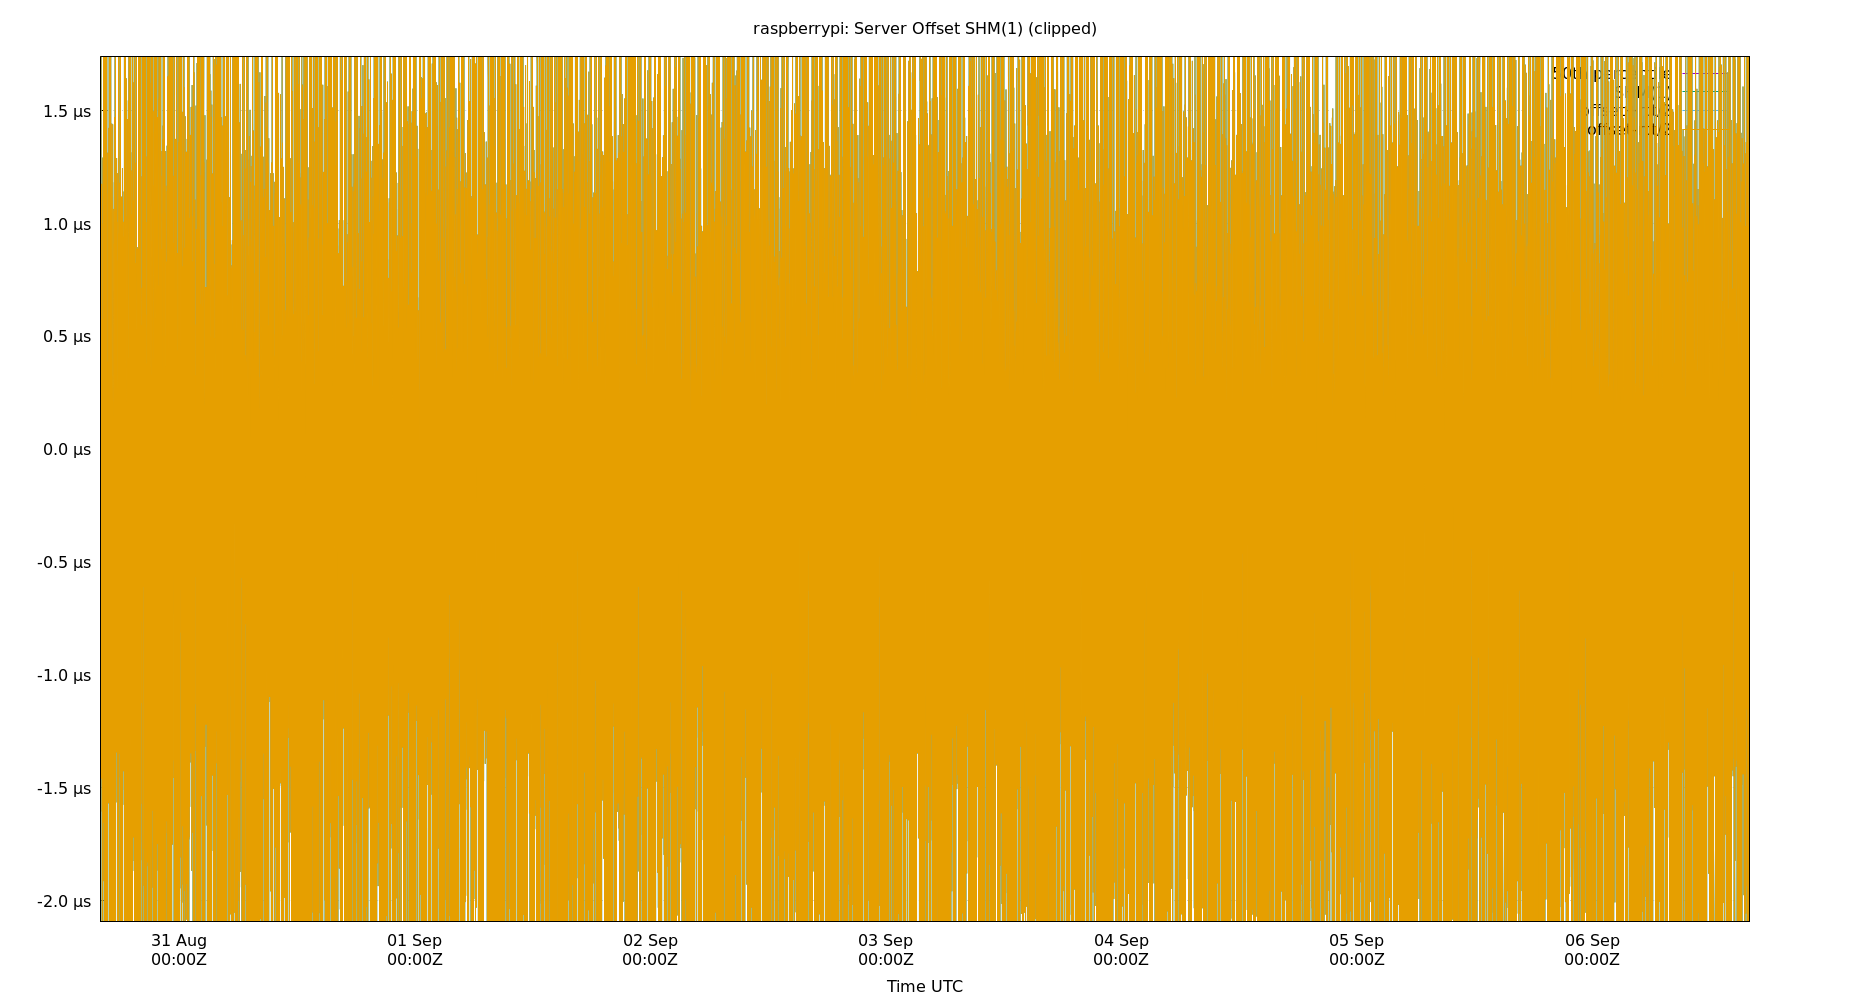 raspberrypi: Server Offset SHM(1) (clipped)
50th percentile
1.5 µs
1.0 µs
0.5 µs
0.0 µs
-0.5 µs
-1.0 µs
-1.5 µs
-2.0 µs
31 Aug 01 Sep 02 Sep 03 Sep 04 Sep 05 Sep 06 Sep
00:00Z 00:00Z 00:00Z 00:00Z 00:00Z 00:00Z 00:00Z
Time UTC